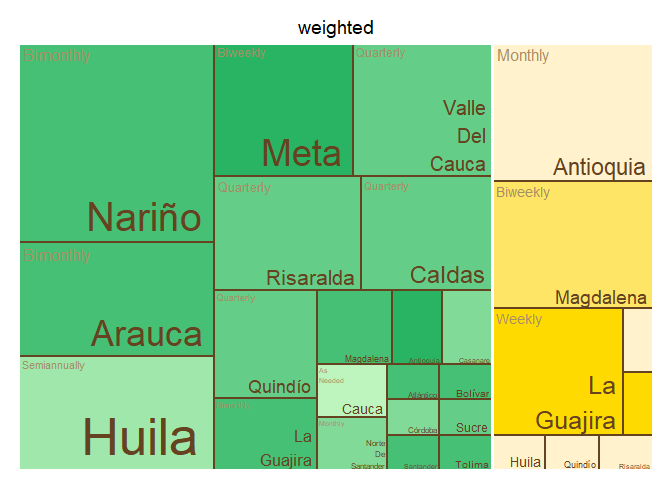 weighted
Bimonthly
Nariño
Bimonthly
Arauca
Semiannually
Huila
Biweekly
Meta
Quarterly
Valle
Del
Cauca
Quarterly
Risaralda
Quarterly
Caldas
Quarterly
Quindío
La
Guajira
Magdalena
Antioquia
Casanare
As
Needed
Cauca
Monthly
Norte
De
Santander
Atlántico
Bolívar
Córdoba
Sucre
Santander
Tolima
Monthly
Antioquia
Biweekly
Magdalena
Weekly
La
Guajira
Huila
Quindío
Risaralda